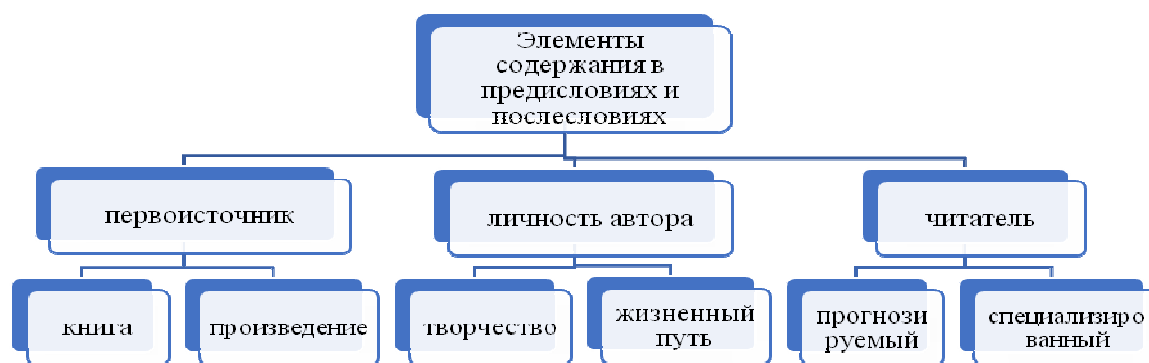 Элементы
содержания в
предисловиях и
послесловиях
первоисточник
личность автора
читатель
книга
произведение
творчество
жизненный
путь
прогнози
руемый
специализиро
ванный